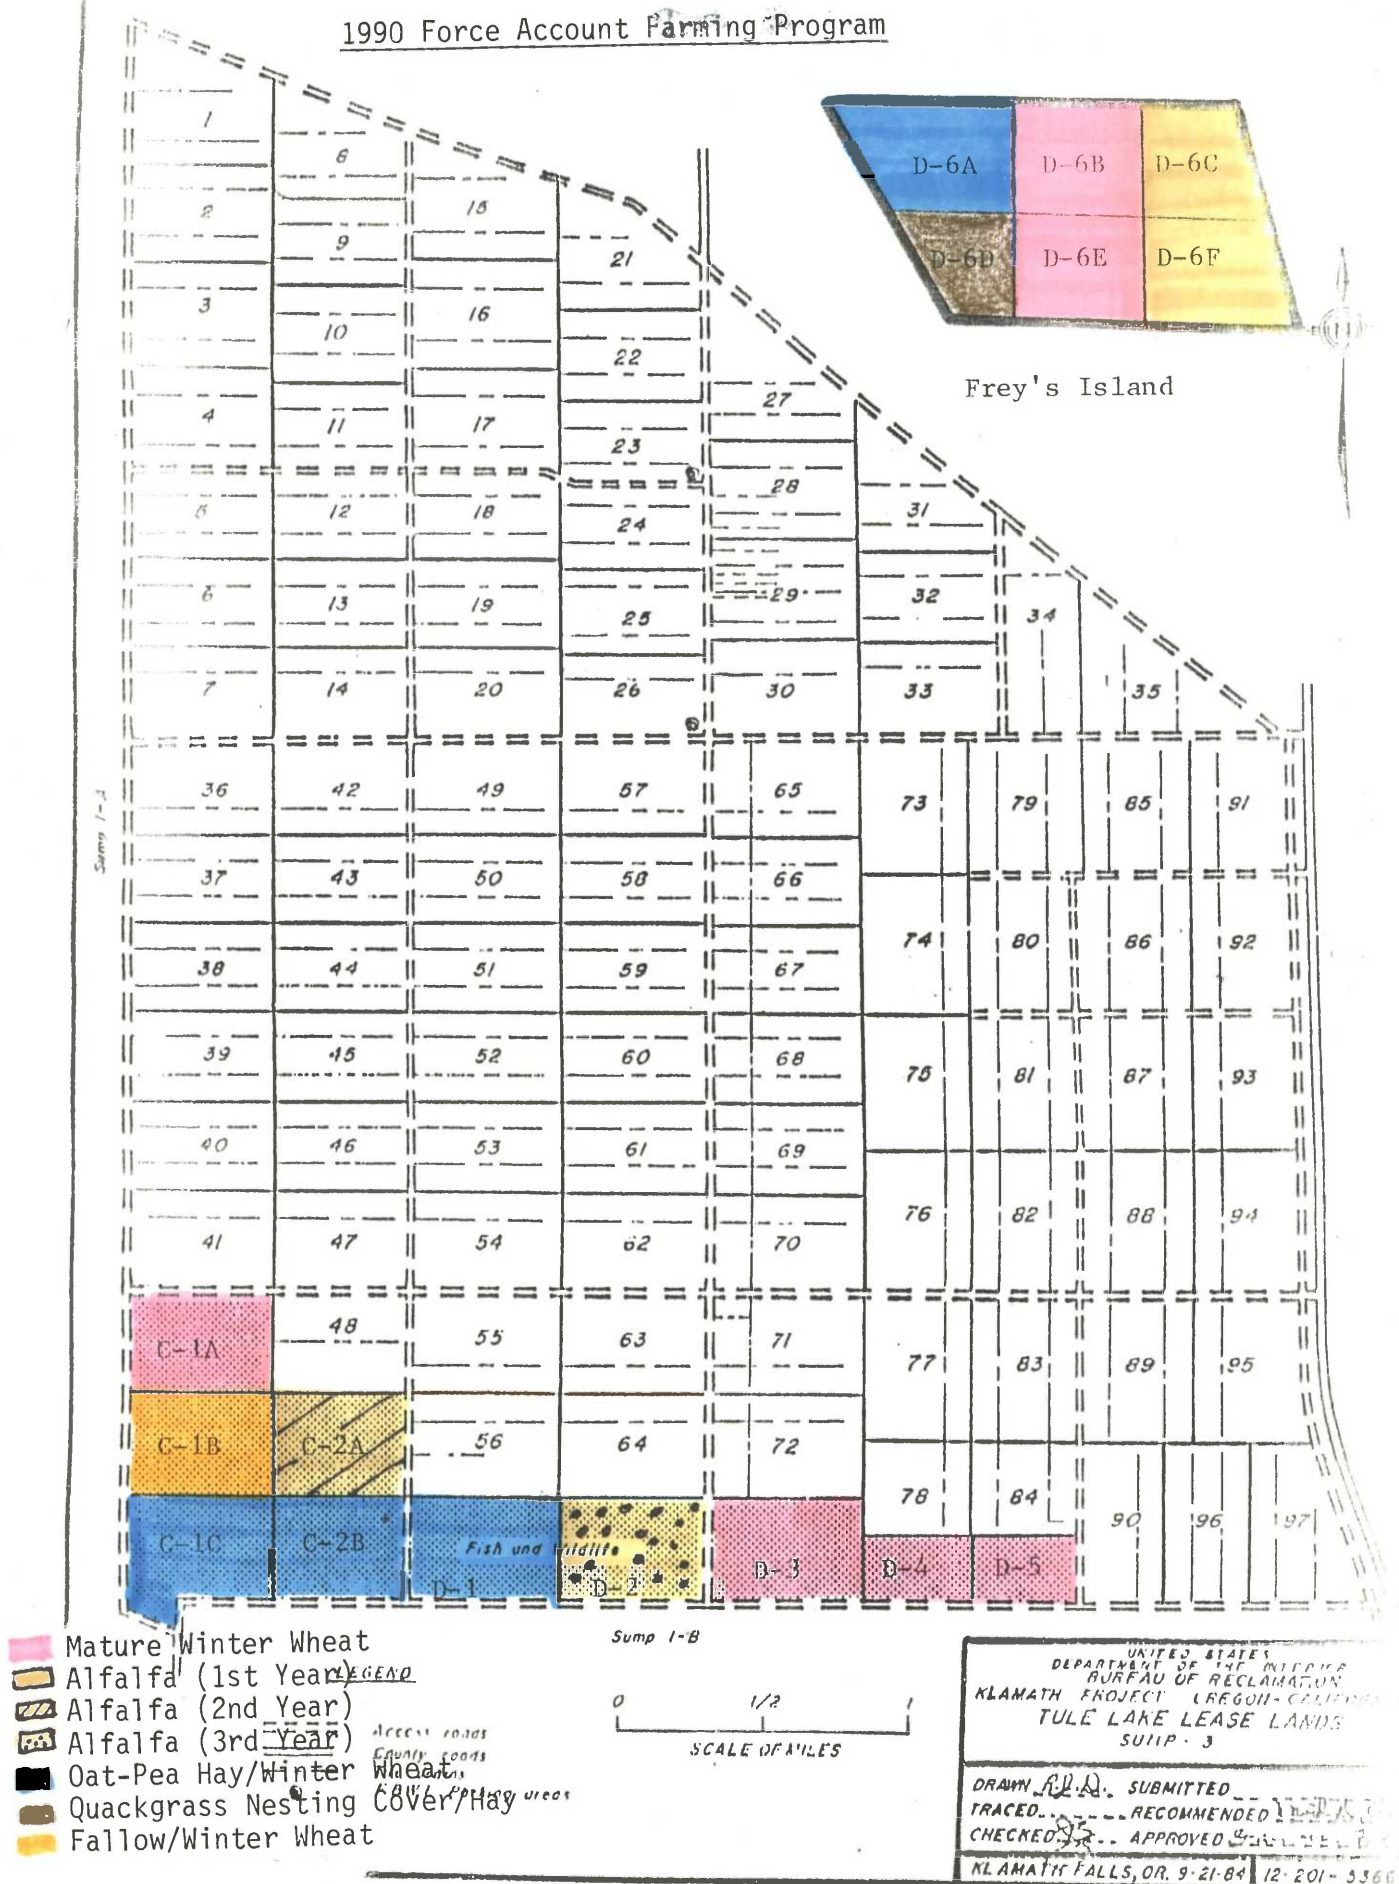 1990 Force Account Farming Program
D-6A D-6B D-6C
D-6D D-6E D-6F
Frey's Island
1
8
2
9
15
21
3
10
16
22
4
11
17
23
27
28
31
5
12
18
24
29
32
34
6
13
19
25
7
14
20
26
30
33
35
36 42 49 57 65 73 79 85 91
37 43 50 58 66
38 44 51 59 67 74 80 86 92
39 45 52 60 68 75 81 87 93
40 46 53 61 69
41 47 54 62 70 76 82 88 94
Sump 1-A
C-1A 48 55 63 71 77 83 89 95
C-1B C-2A 56 64 72
78 84 90 96 97
C-1C C-2B
Fish and Wildlife
D-1 D-2 D-3 D-4 D-5
Sump 1-B
Mature Winter Wheat
Alfalfa (1st Year)
LEGEND
Alfalfa (2nd Year)
Alfalfa (3rd Year)
Access roads
County roads
Oat-Pea Hay/Winter Wheat
Quackgrass Nesting Cover/Hay
areas
Fallow/Winter Wheat
0 1/2 1
SCALE OF MILES
UNITED STATES
DEPARTMENT OF THE INTERIOR
BUREAU OF RECLAMATION
KLAMATH PROJECT OREGON-
TULE LAKE LEASE LANDS
SUMP - 3
DRAWN R.L.D. SUBMITTED
TRACED RECOMMENDED
CHECKED APPROVED
KLAMATH FALLS, OR. 9-21-84 12-201-